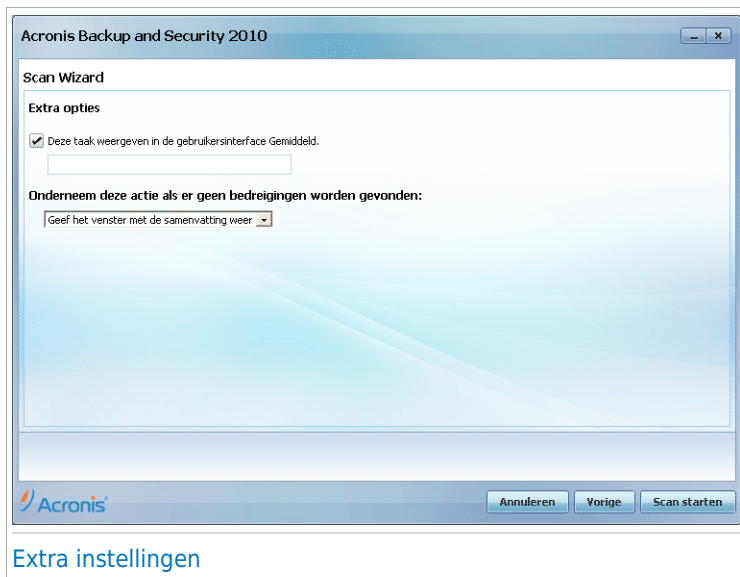 Acronis Backup and Security 2010
Scan Wizard
Extra opties
Deze taak weergeven in de gebruikersinterface Gemiddeld.
Onderneem deze actie als er geen bedreigingen worden gevonden:
Geef het venster met de samenvatting weer
Acronis
Annuleren
Vorige
Scan starten
Extra instellingen